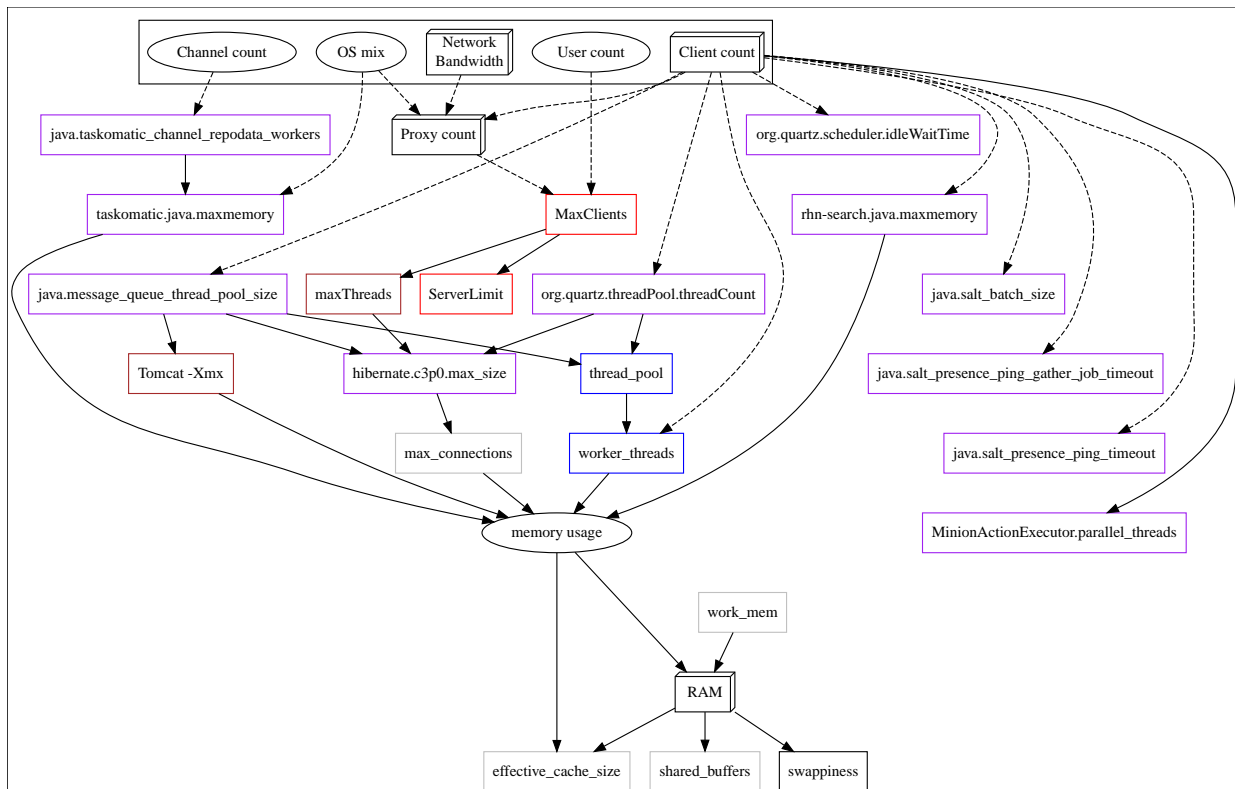 Channel count
OS mix
Network
Bandwidth
User count
Client count
java.taskomatic_channel_repodata_workers
Proxy count
org.quartz.scheduler.idleWaitTime
taskomatic.java.maxmemory
MaxClients
rhn-search.java.maxmemory
java.message_queue_thread_pool_size
maxThreads
ServerLimit
org.quartz.threadPool.threadCount
java.salt_batch_size
Tomcat -Xmx
hibernate.c3p0.max_size
thread_pool
java.salt_presence_ping_gather_job_timeout
max_connections
worker_threads
java.salt_presence_ping_timeout
memory usage
MinionActionExecutor.parallel_threads
work_mem
RAM
effective_cache_size
shared_buffers
swappiness